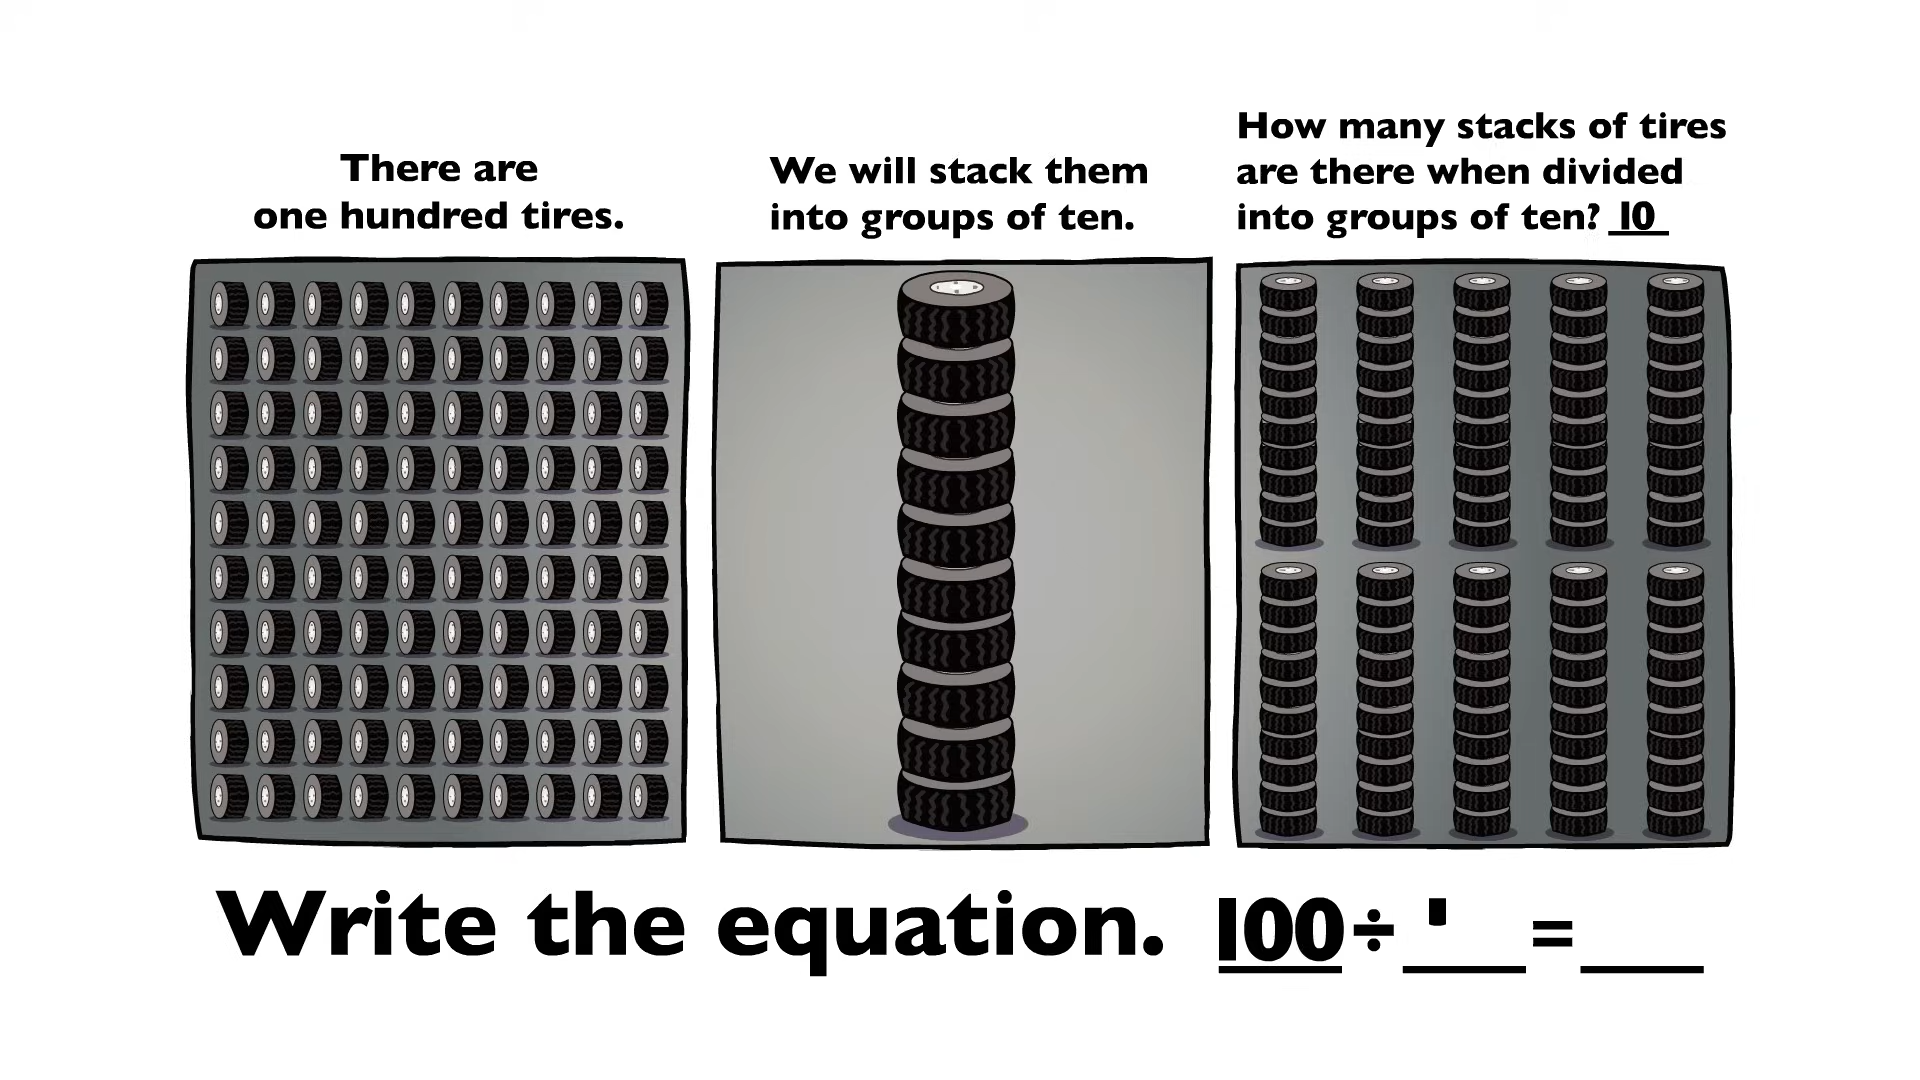 There are
one hundred tires.
We will stack them
into groups of ten.
How many stacks of tires
are there when divided
into groups of ten? 10
Write the equation. 100 ÷ ___ = ___